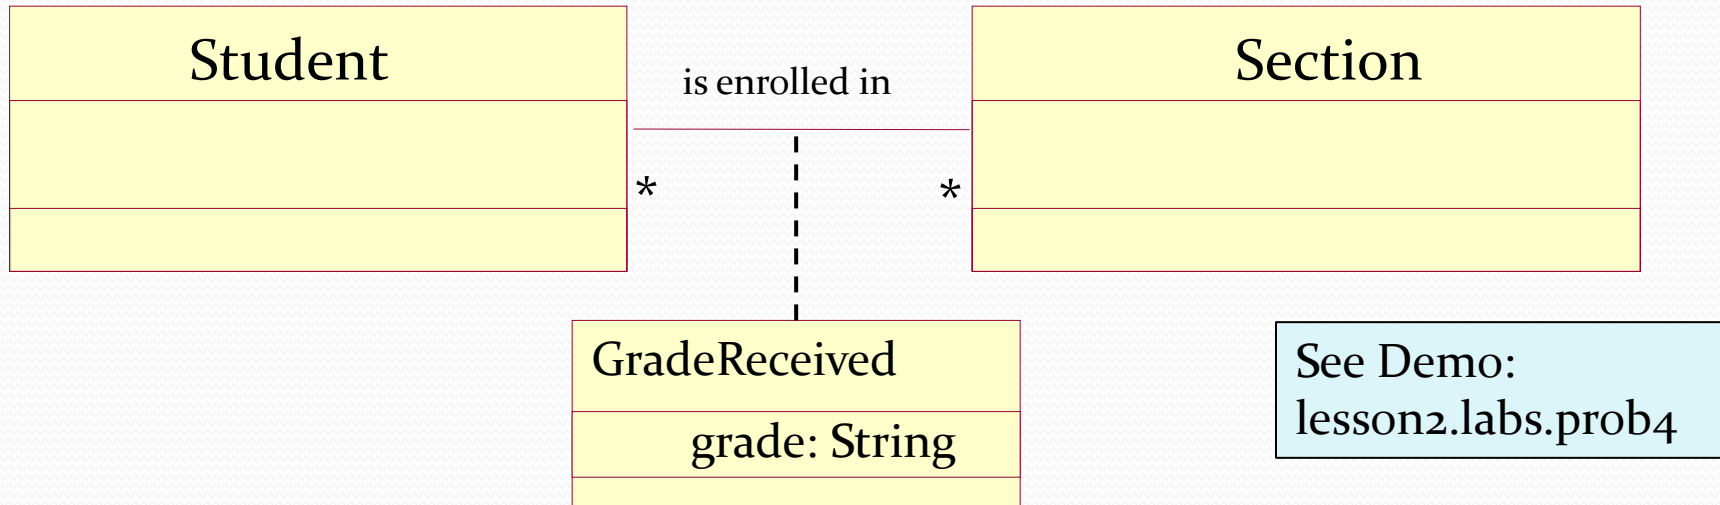 Student
is enrolled in
Section
*
*
GradeReceived
grade: String
See Demo:
lesson2.labs.prob4